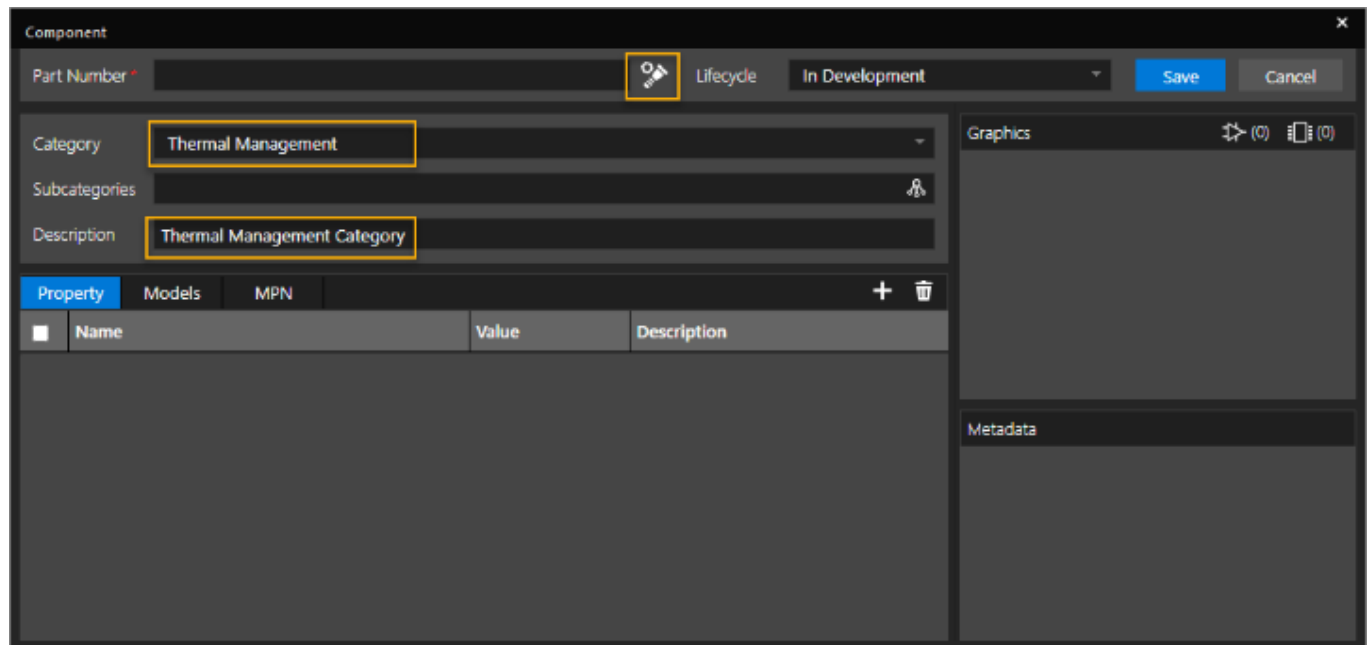 Component
Part Number* Lifecycle In Development Save Cancel
Category Thermal Management
Subcategories
Description Thermal Management Category
Graphics (0) (0)
Property Models MPN
Name Value Description
Metadata